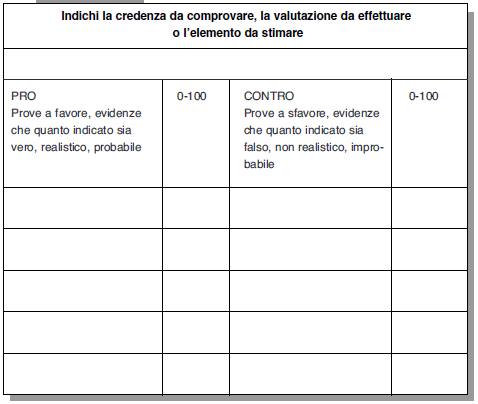 Indichi la credenza da comprovare, la valutazione da effettuare
o l'elemento da stimare
PRO
Prove a favore, evidenze
che quanto indicato sia
vero, realistico, probabile
0-100
CONTRO
Prove a sfavore, evidenze
che quanto indicato sia
falso, non realistico, impro-
babile
0-100